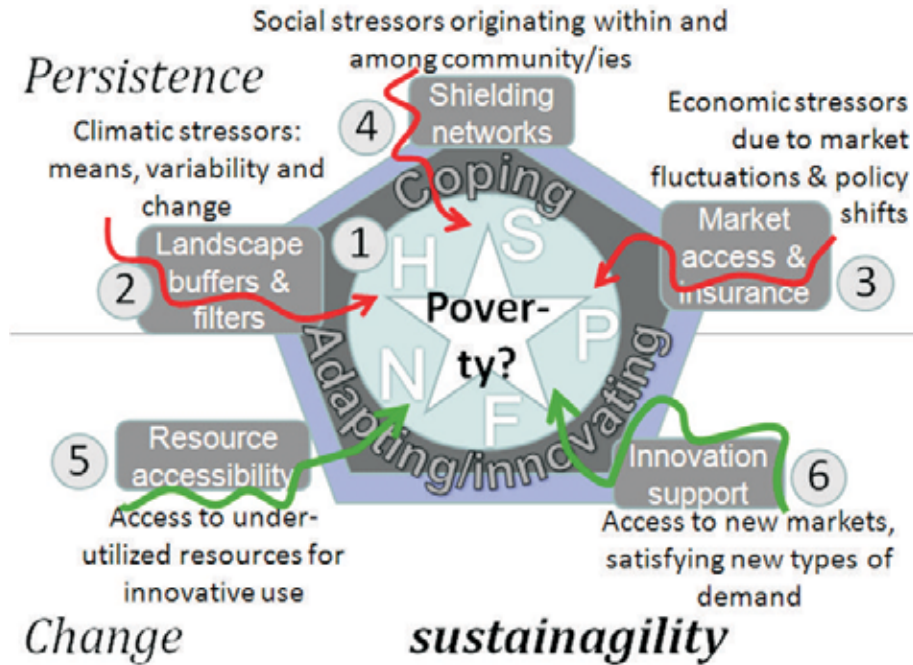 Social stressors originating within and
among community/ies
Persistence
4
Shielding
networks
Economic stressors
due to market
fluctuations & policy
shifts
Climatic stressors:
means, variability and
change
Coping
1
Landscape
buffers &
filters
2
Market
access &
insurance
3
H
S
P
F
N
Pover-
ty?
Adapting/innovating
5
Resource
accessibility
Access to under-
utilized resources for
innovative use
Innovation
support
6
Access to new markets,
satisfying new types of
demand
Change
sustainagility